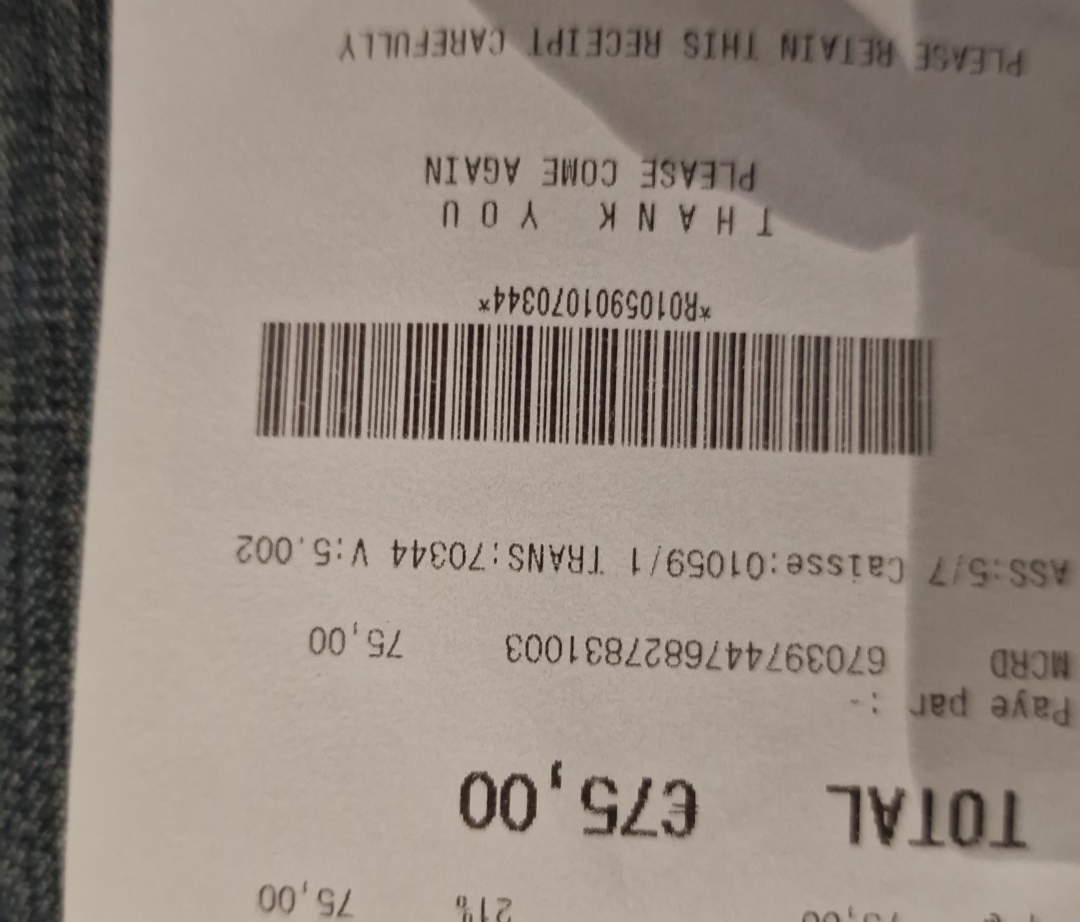 75,00 21% 75,00
TOTAL €75,00
Paye par :-
MCRD 6703974476827831003 75,00
ASS:5/7 Caisse:01059/1 TRANS:70344 V:5.002
*R0105901070344*
T H A N K Y O U
PLEASE COME AGAIN
PLEASE RETAIN THIS RECEIPT CAREFULLY